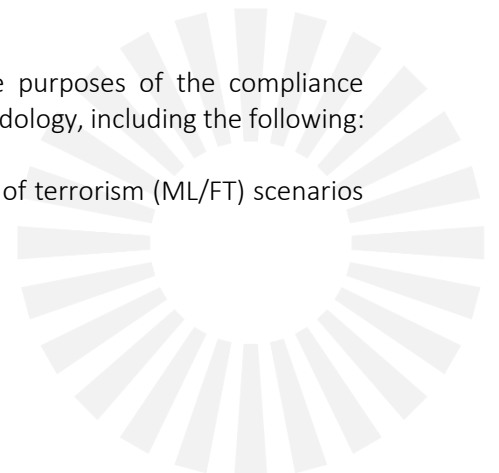 purposes of the compliance
dology, including the following:
of terrorism (ML/FT) scenarios